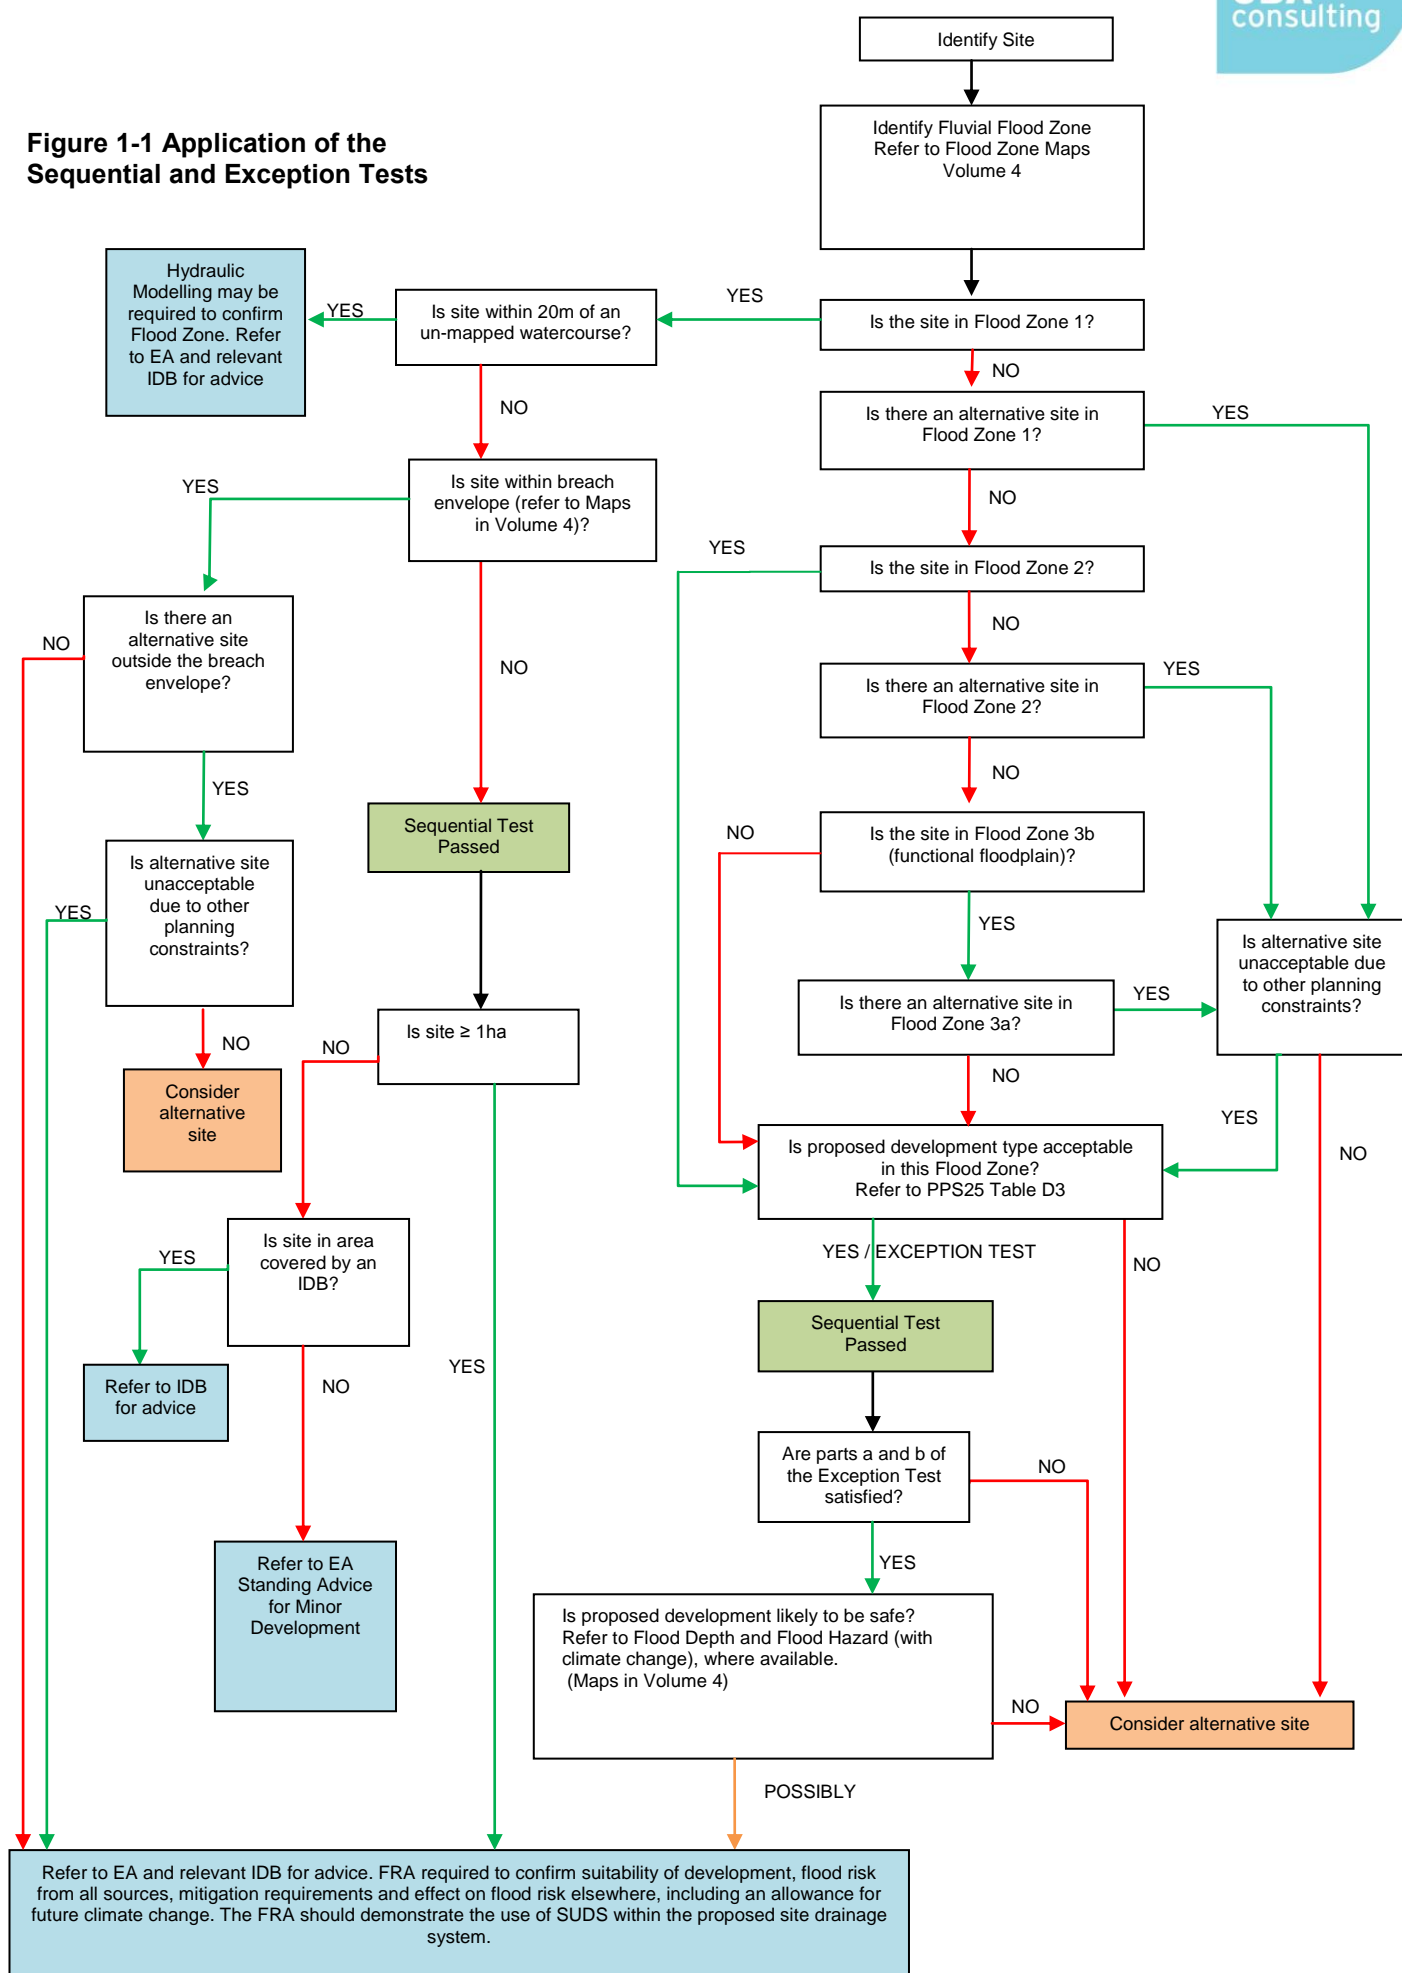 consulting
Identify Site
Figure 1-1 Application of the
Sequential and Exception Tests
Identify Fluvial Flood Zone
Refer to Flood Zone Maps
Volume 4
Hydraulic
Modelling may be
required to confirm
Flood Zone. Refer
to EA and relevant
IDB for advice
YES
Is site within 20m of an
un-mapped watercourse?
YES
Is the site in Flood Zone 1?
NO
NO
Is there an alternative site in
Flood Zone 1?
YES
YES
Is site within breach
envelope (refer to Maps
in Volume 4)?
NO
YES
Is the site in Flood Zone 2?
NO
NO
Is there an
alternative site
outside the breach
envelope?
NO
Is there an alternative site in
Flood Zone 2?
YES
YES
NO
Sequential Test
Passed
NO
Is the site in Flood Zone 3b
(functional floodplain)?
YES
Is alternative site
unacceptable
due to other
planning
constraints?
YES
Is alternative site
unacceptable due
to other planning
constraints?
Is there an alternative site in
Flood Zone 3a?
YES
NO
NO
Is site ≥ 1ha
NO
Consider
alternative
site
YES
NO
Is proposed development type acceptable
in this Flood Zone?
Refer to PPS25 Table D3
YES
Is site in area
covered by an
IDB?
YES / EXCEPTION TEST
NO
Sequential Test
Passed
YES
NO
Refer to IDB
for advice
Are parts a and b of
the Exception Test
satisfied?
NO
YES
Refer to EA
Standing Advice
for Minor
Development
Is proposed development likely to be safe?
Refer to Flood Depth and Flood Hazard (with
climate change), where available.
(Maps in Volume 4)
NO
Consider alternative site
POSSIBLY
Refer to EA and relevant IDB for advice. FRA required to confirm suitability of development, flood risk
from all sources, mitigation requirements and effect on flood risk elsewhere, including an allowance for
future climate change. The FRA should demonstrate the use of SUDS within the proposed site drainage
system.